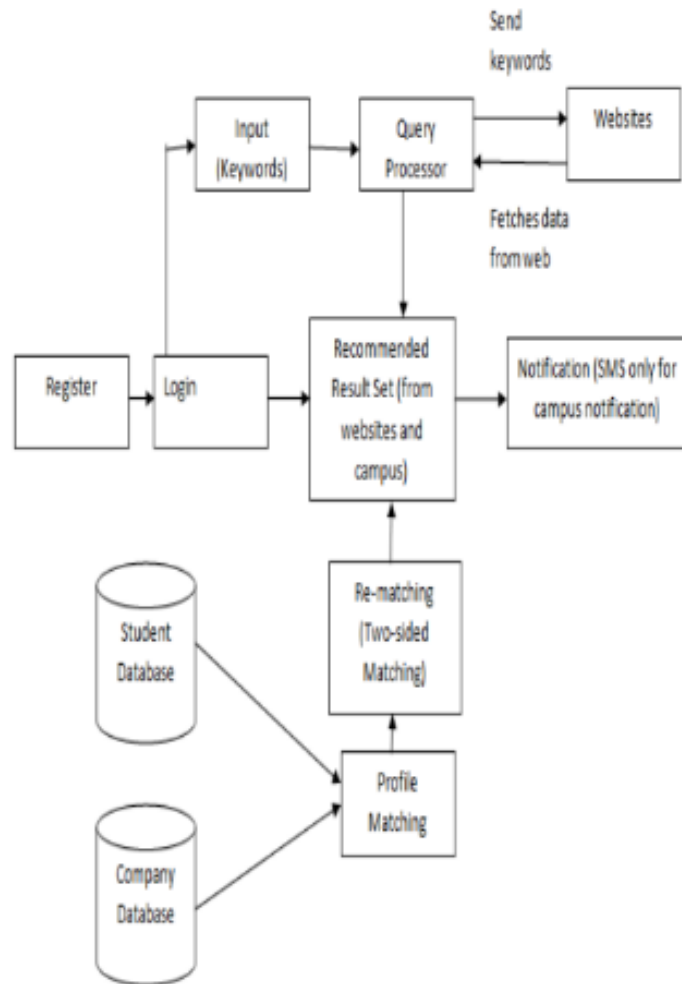 Send
keywords
Input
(Keywords)
Query
Processor
Websites
Fetches data
from web
Register
Login
Recommended
Result Set (from
websites and
campus)
Notification (SMS only for
campus notification)
Re-matching
(Two-sided
Matching)
Student
Database
Profile
Matching
Company
Database